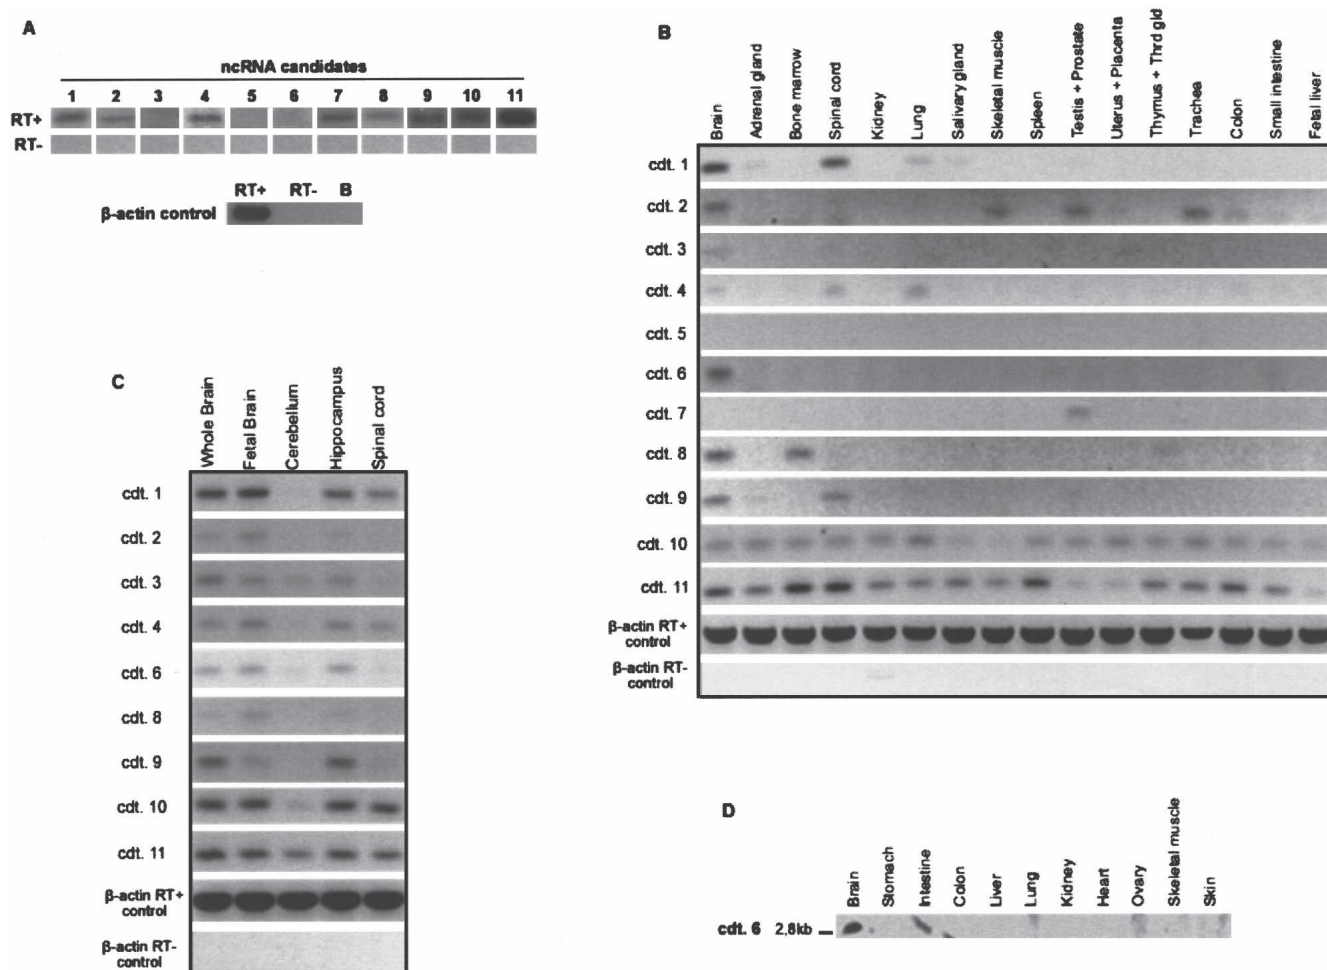 A
ncRNA candidates
1 2 3 4 5 6 7 8 9 10 11
RT+
RT-
RT+ RT- B
β-actin control
B
Brain
Adrenal gland
Bone marrow
Spinal cord
Kidney
Lung
Salivary gland
Skeletal muscle
Spleen
Testis + Prostate
Uterus + Placenta
Thymus + Thrd gld
Trachea
Colon
Small intestine
Fetal liver
cdt. 1
cdt. 2
cdt. 3
cdt. 4
cdt. 5
cdt. 6
cdt. 7
cdt. 8
cdt. 9
cdt. 10
cdt. 11
β-actin RT+
control
β-actin RT-
control
C
Whole Brain
Fetal Brain
Cerebellum
Hippocampus
Spinal cord
cdt. 1
cdt. 2
cdt. 3
cdt. 4
cdt. 6
cdt. 8
cdt. 9
cdt. 10
cdt. 11
β-actin RT+
control
β-actin RT-
control
D
Brain
Stomach
Intestine
Colon
Liver
Lung
Kidney
Heart
Ovary
Skeletal muscle
Skin
cdt. 6 2,8kb